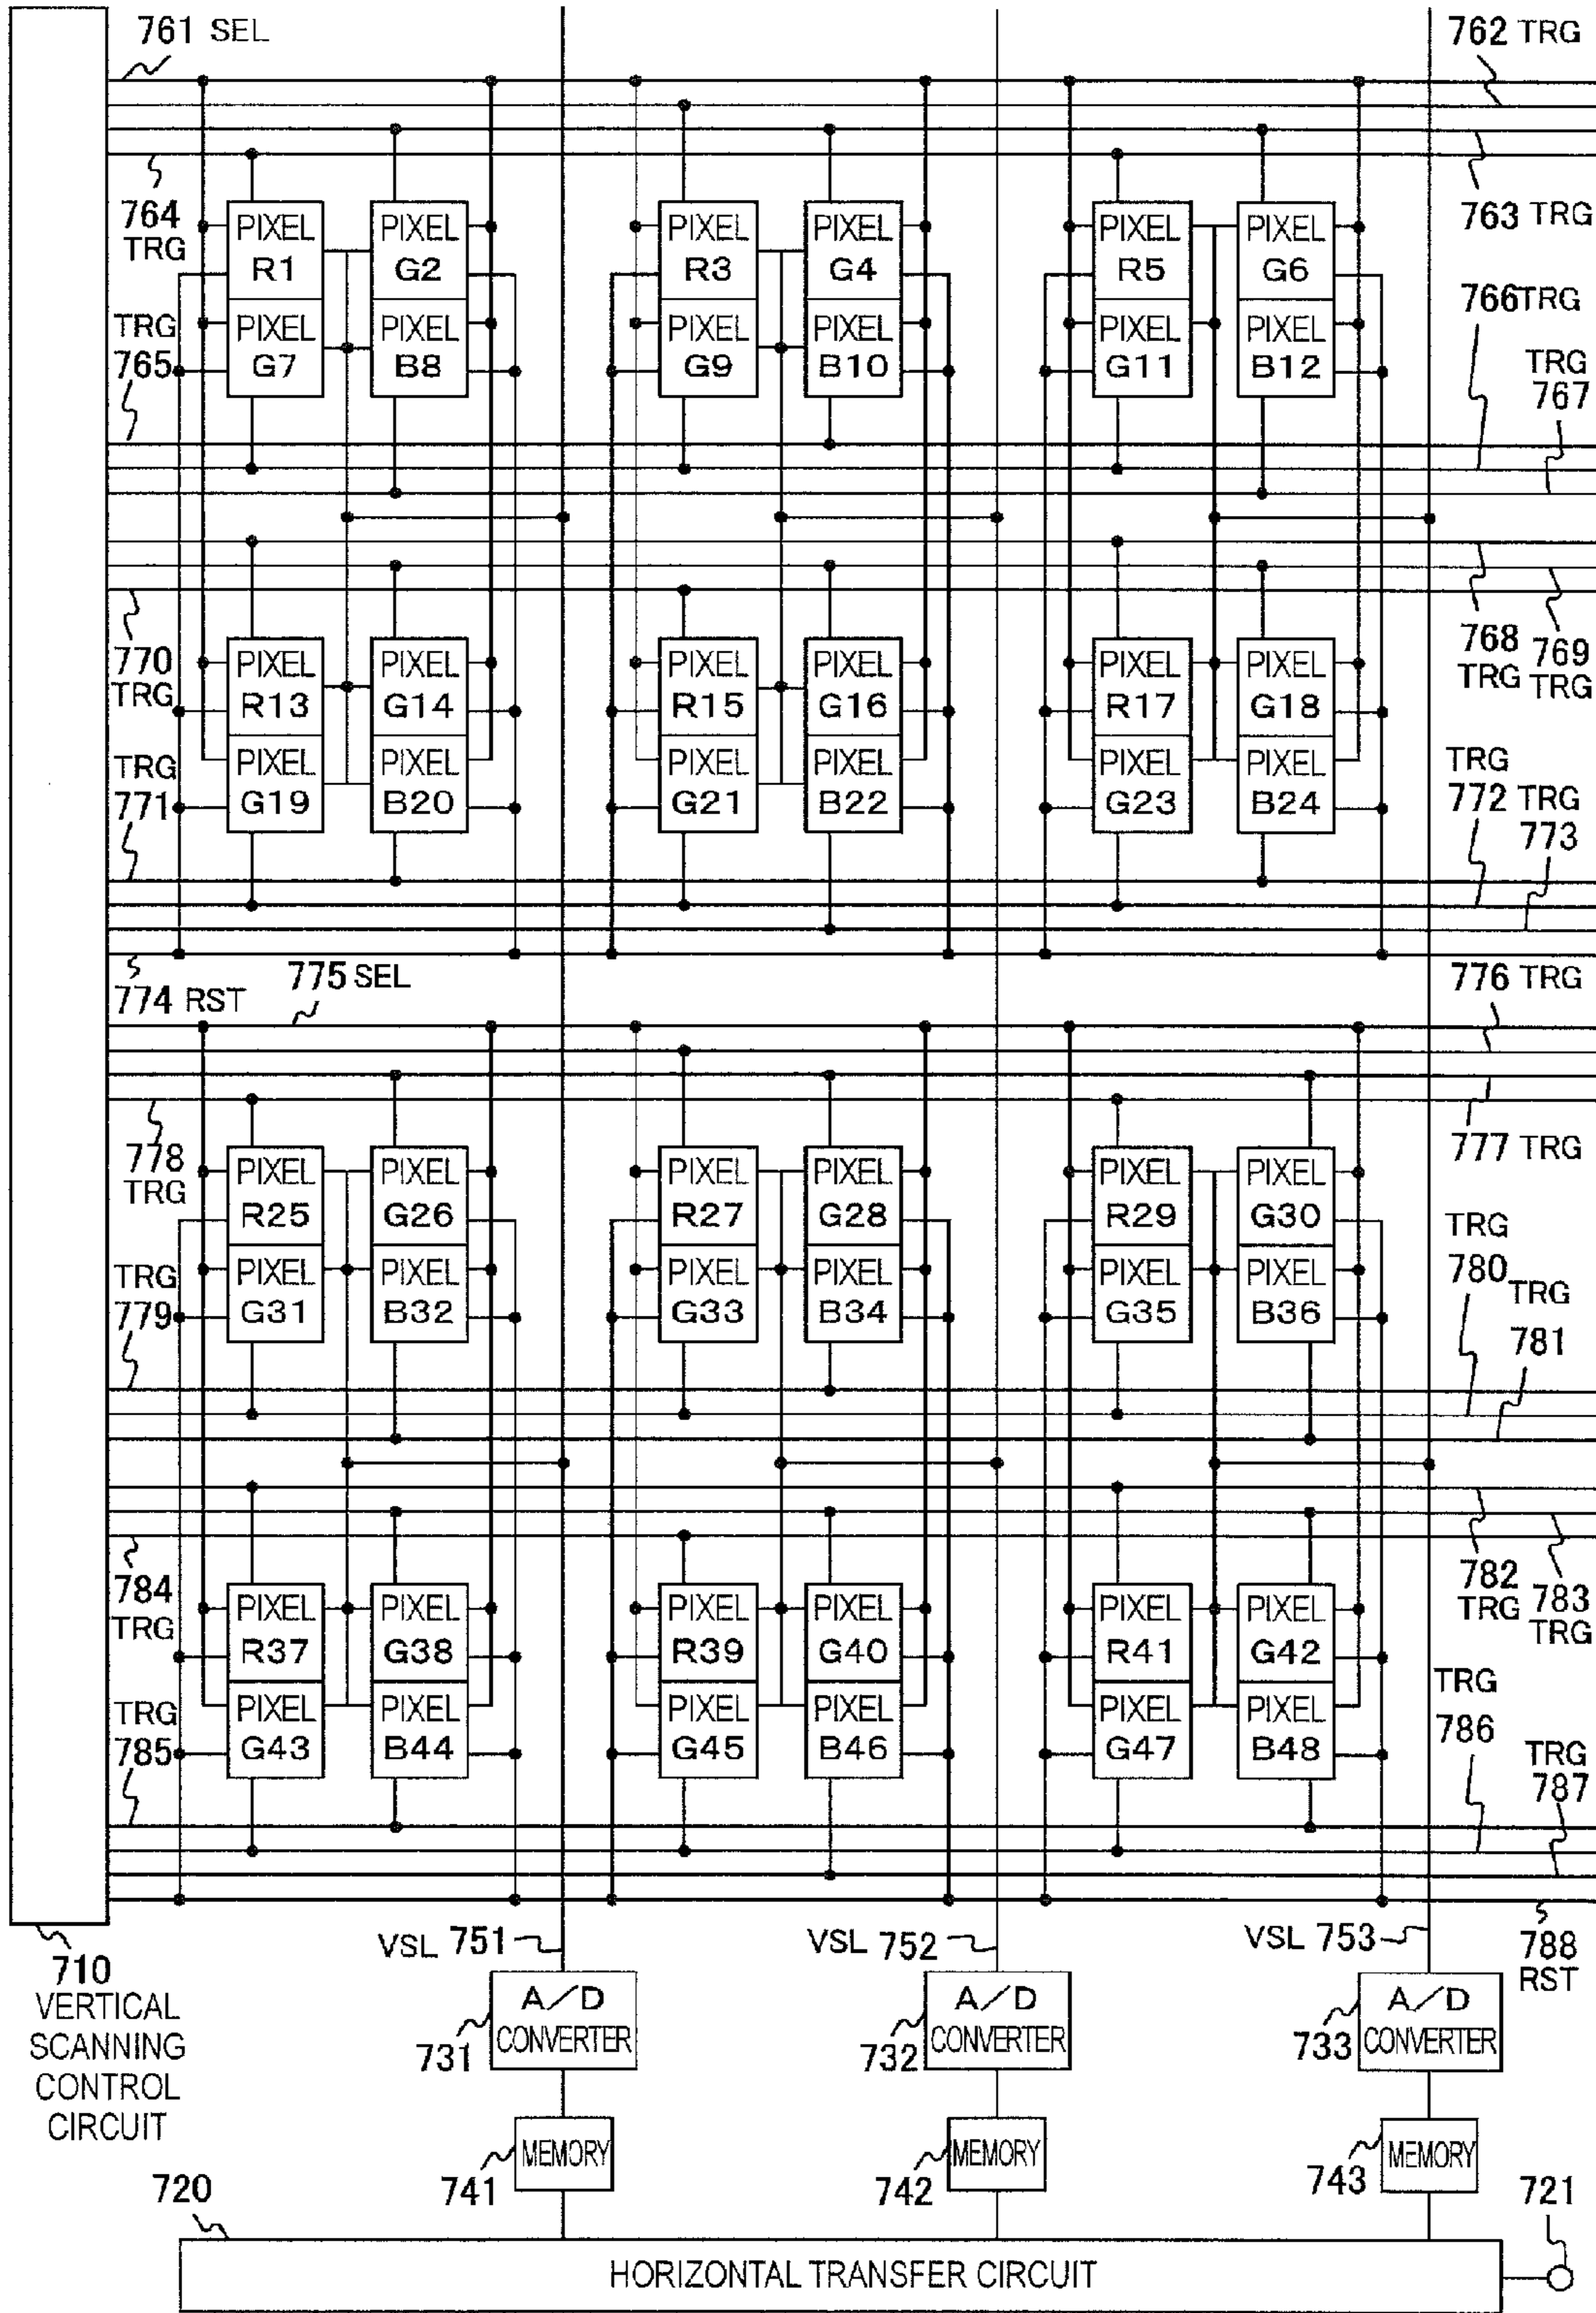 761 SEL
762 TRG
764
TRG
763 TRG
PIXEL PIXEL PIXEL PIXEL PIXEL PIXEL
R1 G2 R3 G4 R5 G6
766TRG
TRG PIXEL PIXEL PIXEL PIXEL PIXEL PIXEL
TRG
765 G7 B8 G9 B10 G11 B12
767
770
TRG
768 769
TRG TRG
PIXEL PIXEL PIXEL PIXEL PIXEL PIXEL
R13 G14 R15 G16 R17 G18
TRG PIXEL PIXEL PIXEL PIXEL PIXEL PIXEL
TRG
771 G19 B20 G21 B22 G23 B24
772 TRG
773
774 RST
775 SEL
776 TRG
778
TRG
777 TRG
PIXEL PIXEL PIXEL PIXEL PIXEL PIXEL
R25 G26 R27 G28 R29 G30
TRG
780
TRG PIXEL PIXEL PIXEL PIXEL PIXEL PIXEL
TRG
779 G31 B32 G33 B34 G35 B36
781
784
TRG
782 783
TRG TRG
PIXEL PIXEL PIXEL PIXEL PIXEL PIXEL
R37 G38 R39 G40 R41 G42
TRG
TRG PIXEL PIXEL PIXEL PIXEL PIXEL PIXEL
785 G43 B44 G45 B46 G47 B48
786
TRG
787
VSL 751
VSL 752
VSL 753
788
RST
710
VERTICAL
SCANNING
CONTROL
CIRCUIT
A/D
CONVERTER
731
A/D
CONVERTER
732
A/D
CONVERTER
733
MEMORY
741
MEMORY
742
MEMORY
743
720
721
HORIZONTAL TRANSFER CIRCUIT